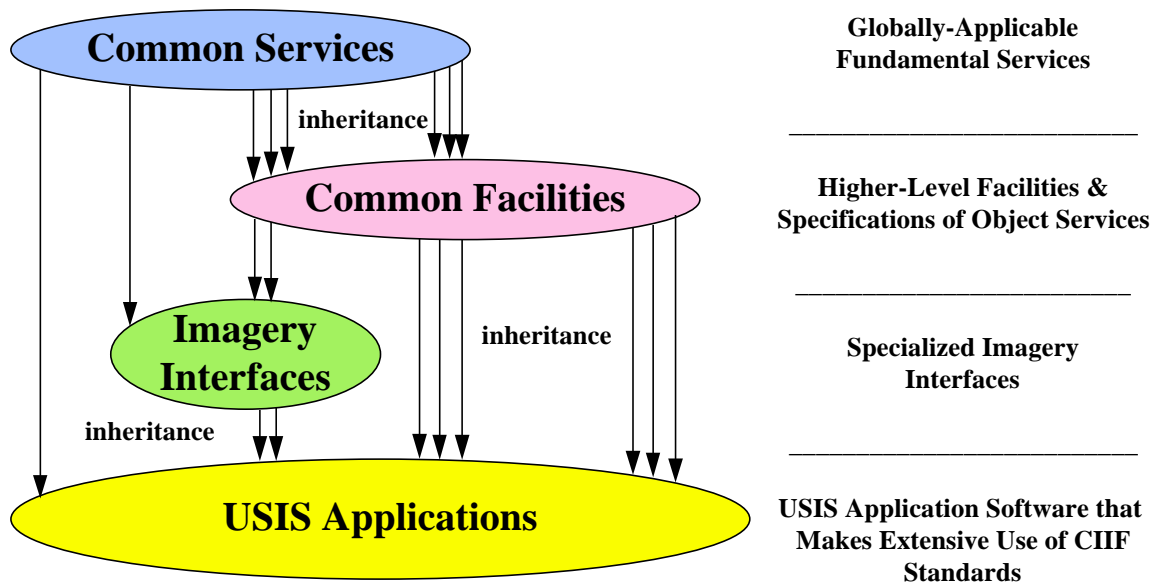 Common Services
inheritance
Common Facilities
Imagery
Interfaces
inheritance
inheritance
USIS Applications
Globally-Applicable
Fundamental Services
Higher-Level Facilities &
Specifications of Object Services
Specialized Imagery
Interfaces
USIS Application Software that
Makes Extensive Use of CIIF
Standards